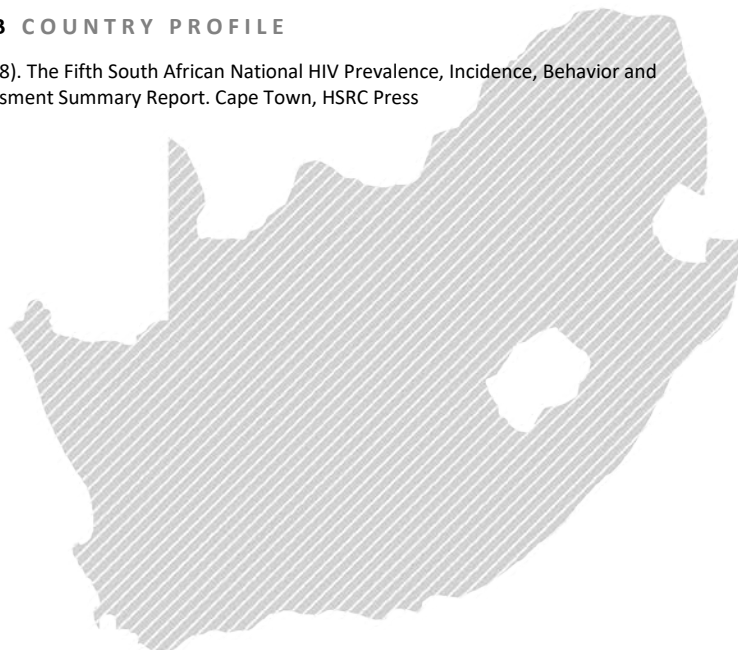 COUNTRY PROFILE
8). The Fifth South African National HIV Prevalence, Incidence, Behavior and
sment Summary Report. Cape Town, HSRC Press